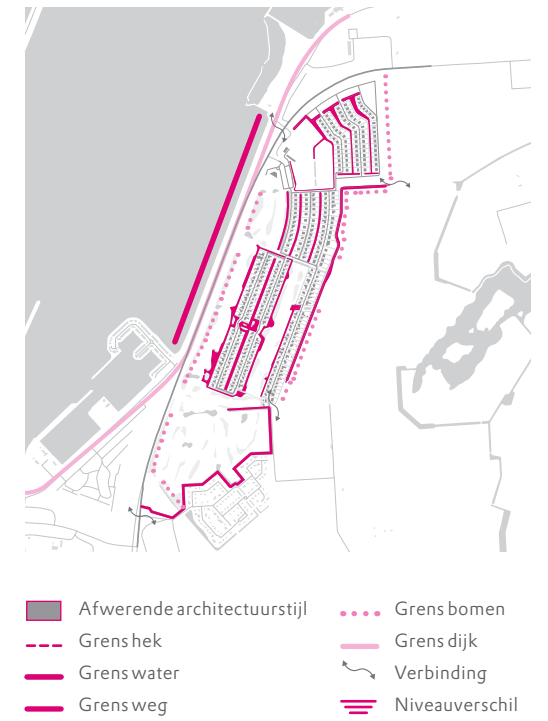 Afwerende architectuurstijl
Grens hek
Grens water
Grens weg
Grens bomen
Grens dijk
Verbinding
Niveauverschil